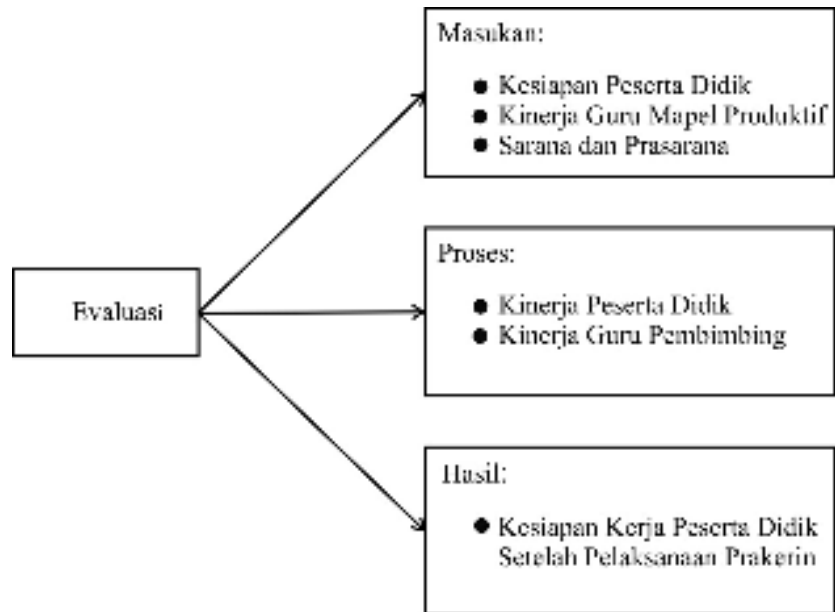 Masukan:
● Kesiapan Peserta Didik
● Kinerja Guru Mapel Produktif
● Sarana dan Prasarana
Evaluasi
Proses:
● Kinerja Peserta Didik
● Kinerja Guru Pembimbing
Hasil:
● Kesiapan Kerja Peserta Didik
Setelah Pelaksanaan Prakerin